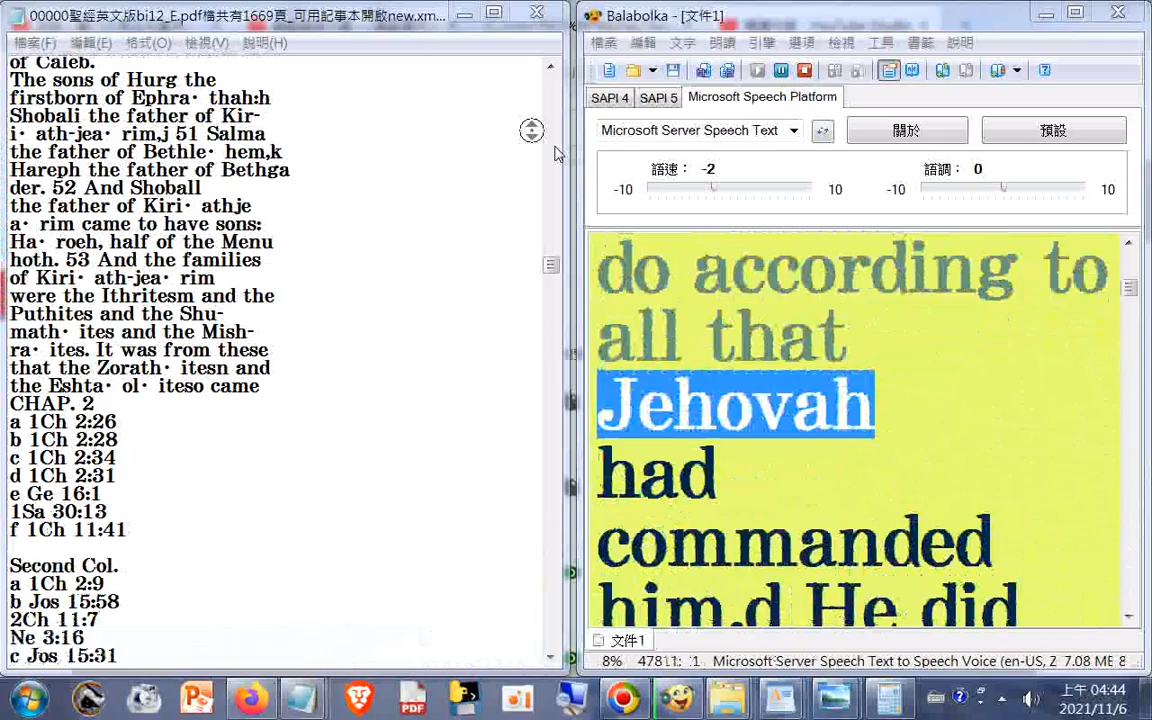 00000聖經英文版bi12_E.pdf檔共有1669頁_可用記事本開啟new.xm...
檔案(F) 編輯(E) 格式(O) 檢視(V) 說明(H)
of Caleb.
The sons of Hurg the
firstborn of Ephra· thah:h
Shobali the father of Kir-
i· ath-jea· rim,j 51 Salma
the father of Bethle· hem,k
Hareph the father of Bethga
der. 52 And Shoball
the father of Kiri· athje
a· rim came to have sons:
Ha· roeh, half of the Menu
hoth. 53 And the families
of Kiri· ath-jea· rim
were the Ithritesm and the
Puthites and the Shu-
math· ites and the Mish-
ra· ites. It was from these
that the Zorath· itesn and
the Eshta· ol· iteso came
CHAP. 2
a 1Ch 2:26
b 1Ch 2:28
c 1Ch 2:34
d 1Ch 2:31
e Ge 16:1
1Sa 30:13
f 1Ch 11:41
Second Col.
a 1Ch 2:9
b Jos 15:58
2Ch 11:7
Ne 3:16
c Jos 15:31
Balabolka - [文件1]
檔案 編輯 文字 朗讀 引擎 選項 檢視 工具 書籤 說明
SAPI 4 SAPI 5 Microsoft Speech Platform
Microsoft Server Speech Text 關於 預設
語速： -2 語調： 0
-10 10 -10 10
do according to
all that
Jehovah
had
commanded
him.d He did
文件1
8% 47811: :1 Microsoft Server Speech Text to Speech Voice (en-US, Z 7.08 MB 8
上午 04:44
2021/11/6